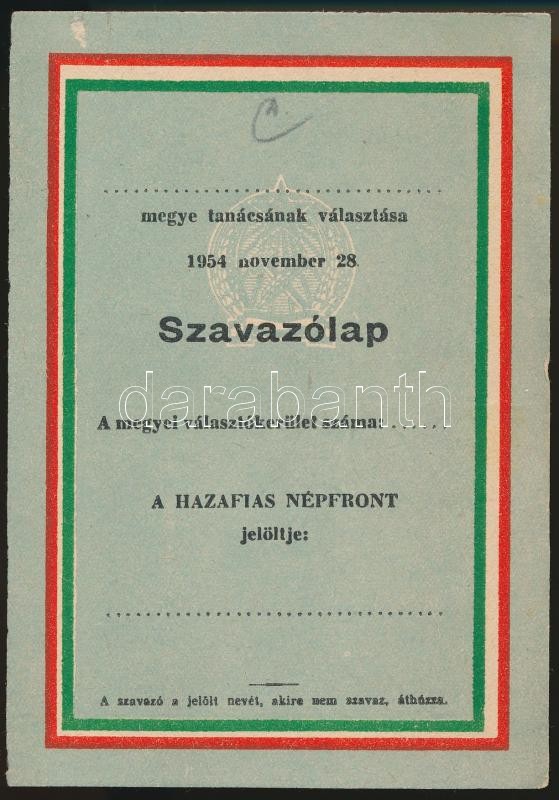 megye tanácsának választása
1954 november 28.
Szavazólap
darabanth
A megyei választókerület száma: . . . . . .
A HAZAFIAS NÉPFRONT
jelöltje:
A szavazó a jelölt nevét, akire nem szavaz, áthúzza.